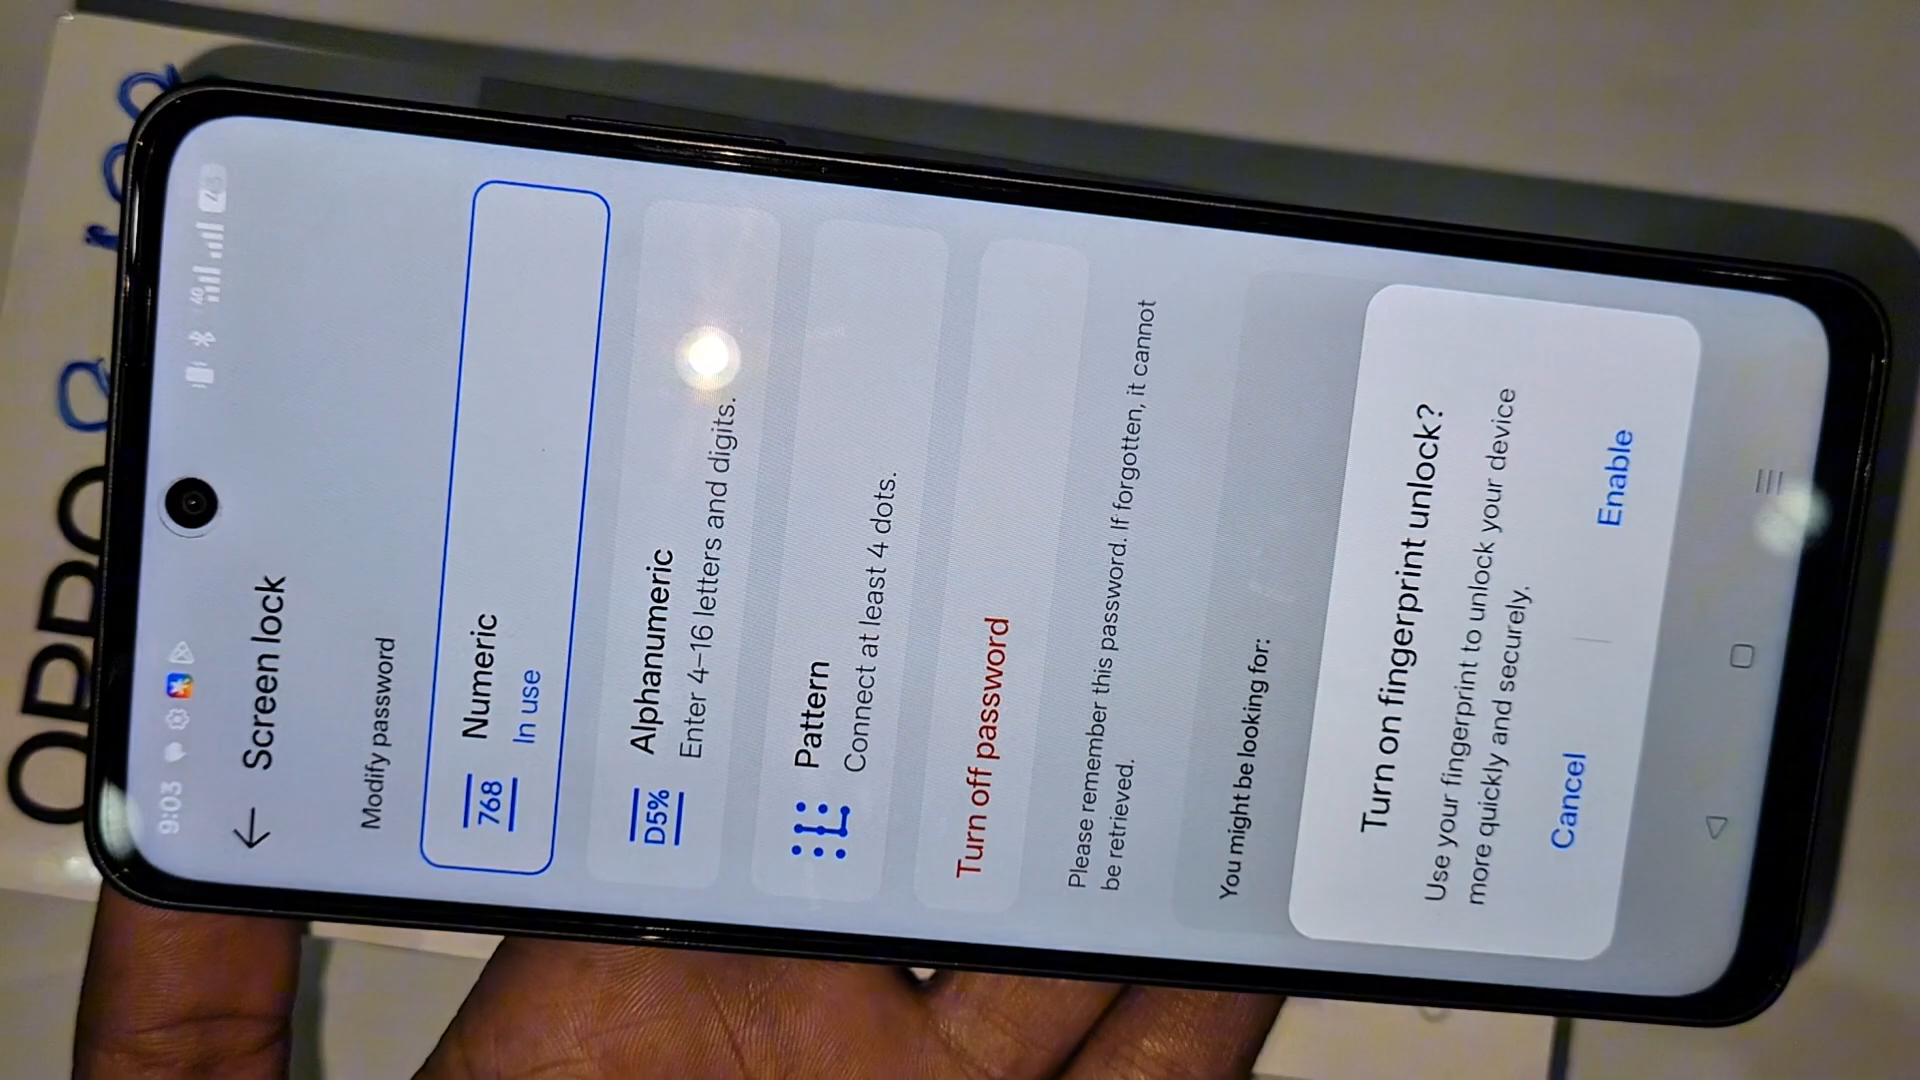 OPPO
9:03
Screen lock
Modify password
768
Numeric
In use
D5%
Alphanumeric
Enter 4–16 letters and digits.
Pattern
Connect at least 4 dots.
Turn off password
Please remember this password. If forgotten, it cannot
be retrieved.
You might be looking for:
Turn on fingerprint unlock?
Use your fingerprint to unlock your device
more quickly and securely.
Cancel
Enable